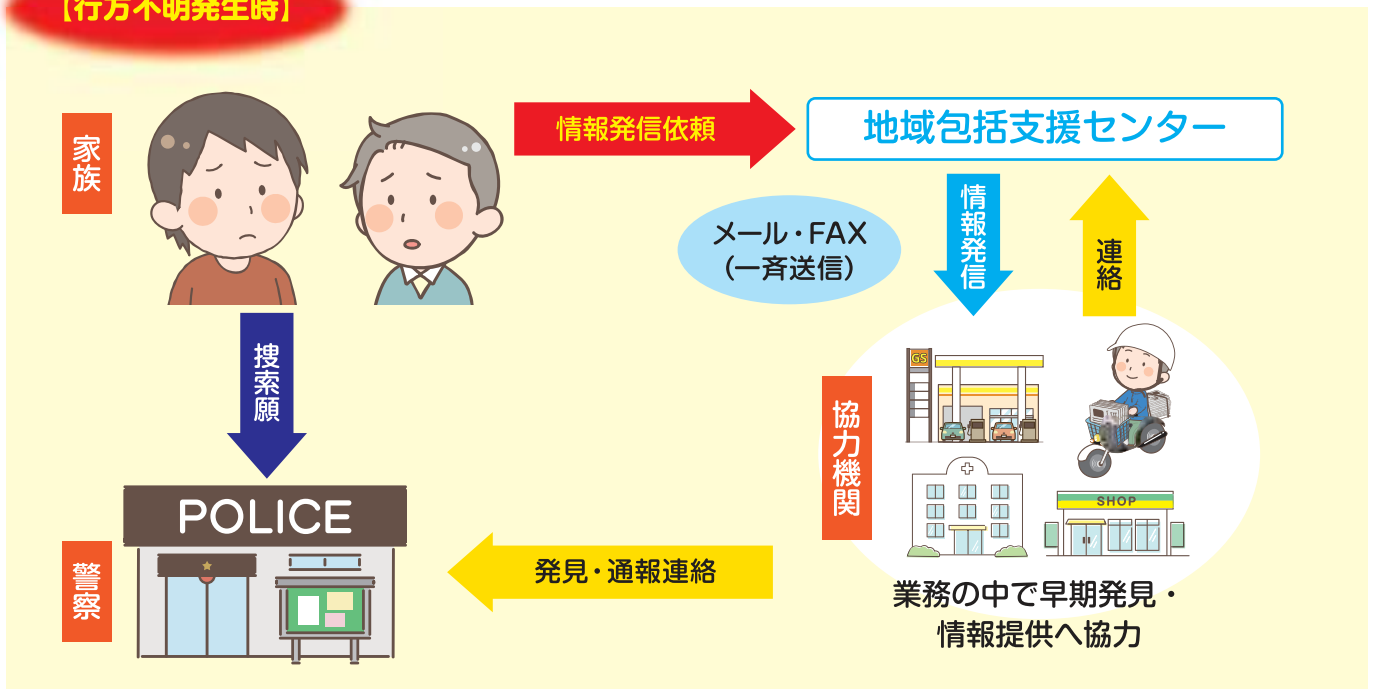 【行方不明発生時】
家族
情報発信依頼
地域包括支援センター
メール・FAX
（一斉送信）
情報発信
連絡
捜索願
協力機関
GS
SHOP
POLICE
警察
発見・通報連絡
業務の中で早期発見・
情報提供へ協力